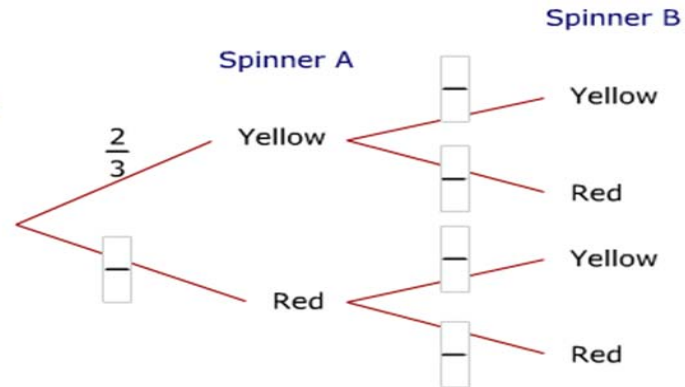 Spinner B
Spinner A
Yellow
2
3
Yellow
Red
Yellow
Red
Red